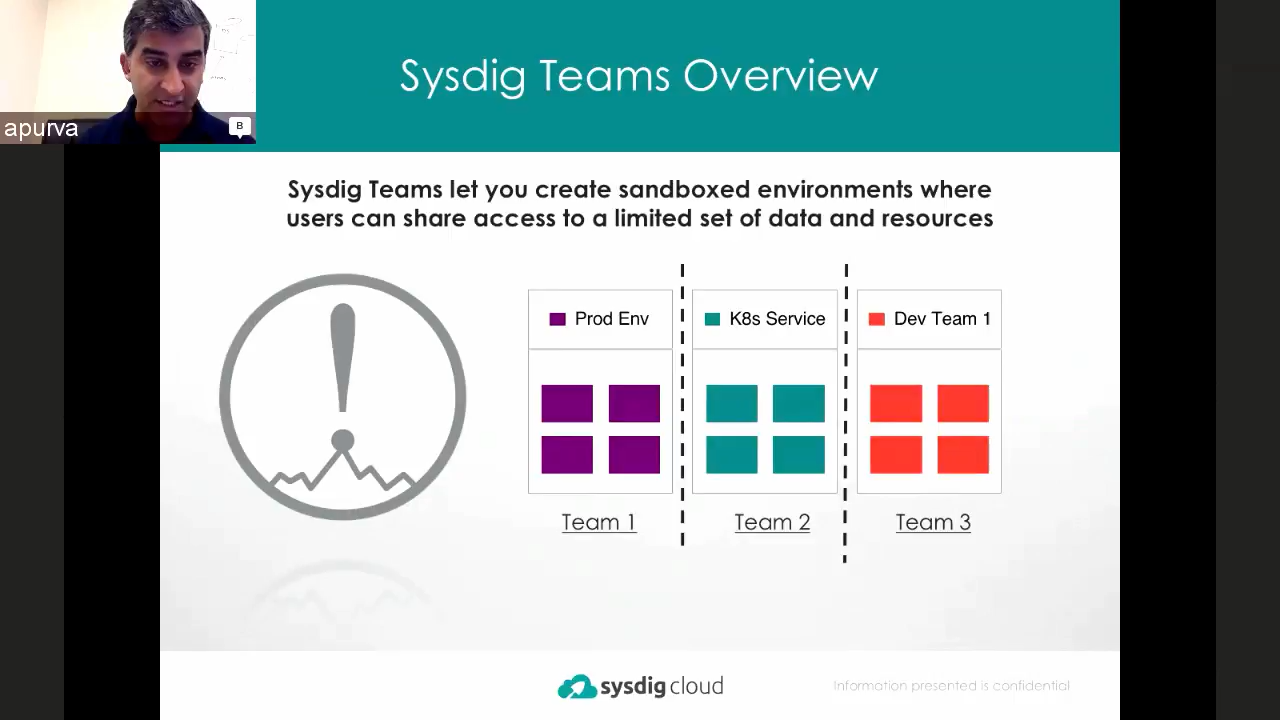 apurva
B
Sysdig Teams Overview
Sysdig Teams let you create sandboxed environments where
users can share access to a limited set of data and resources
Prod Env
K8s Service
Dev Team 1
Team 1
Team 2
Team 3
sysdig cloud
Information presented is confidential